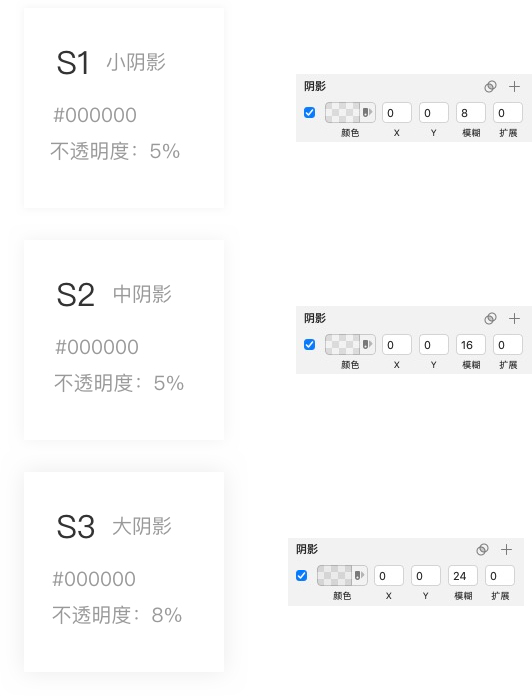 S1 小阴影
#000000
不透明度：5%
阴影
0 0 8 0
颜色 X Y 模糊 扩展
S2 中阴影
#000000
不透明度：5%
阴影
0 0 16 0
颜色 X Y 模糊 扩展
S3 大阴影
#000000
不透明度：8%
阴影
0 0 24 0
颜色 X Y 模糊 扩展